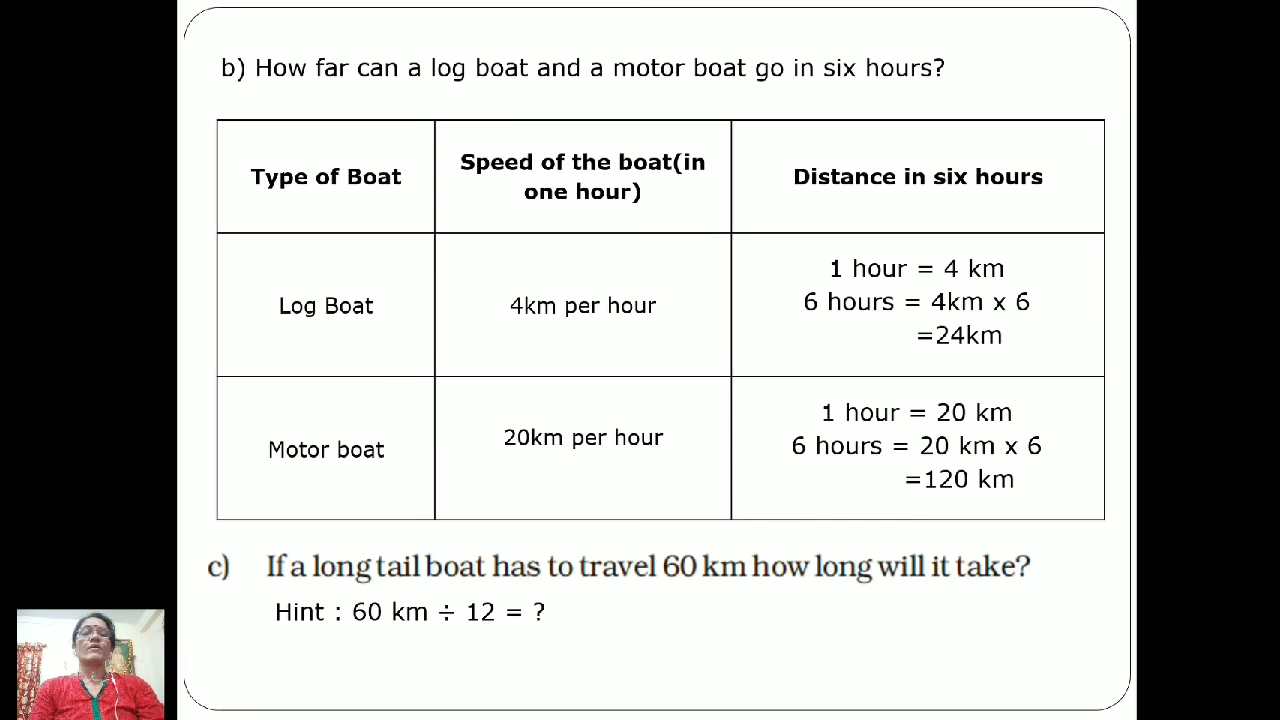 b) How far can a log boat and a motor boat go in six hours?
Type of Boat
Speed of the boat(in
one hour)
Distance in six hours
Log Boat
4km per hour
1 hour = 4 km
6 hours = 4km x 6
=24km
Motor boat
20km per hour
1 hour = 20 km
6 hours = 20 km x 6
=120 km
c) If a long tail boat has to travel 60 km how long will it take?
Hint : 60 km ÷ 12 = ?